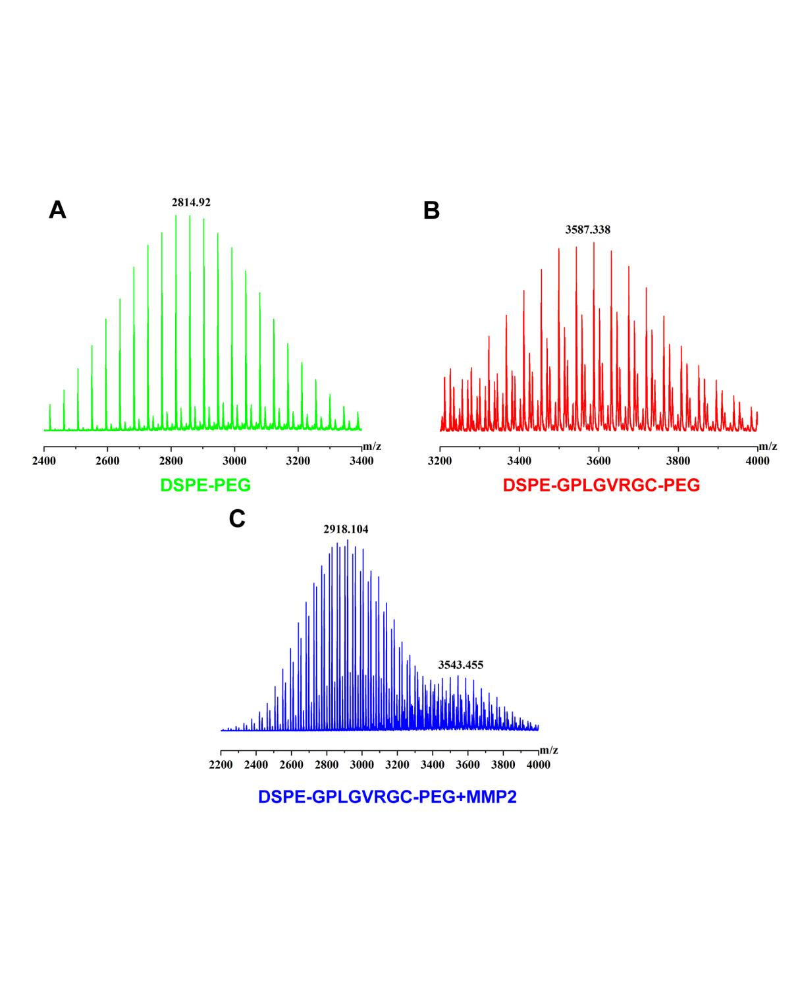 A
2814.92
m/z
2400 2600 2800 3000 3200 3400
DSPE-PEG
B
3587.338
m/z
3200 3400 3600 3800 4000
DSPE-GPLGVRGC-PEG
C
2918.104
3543.455
m/z
2200 2400 2600 2800 3000 3200 3400 3600 3800 4000
DSPE-GPLGVRGC-PEG+MMP2